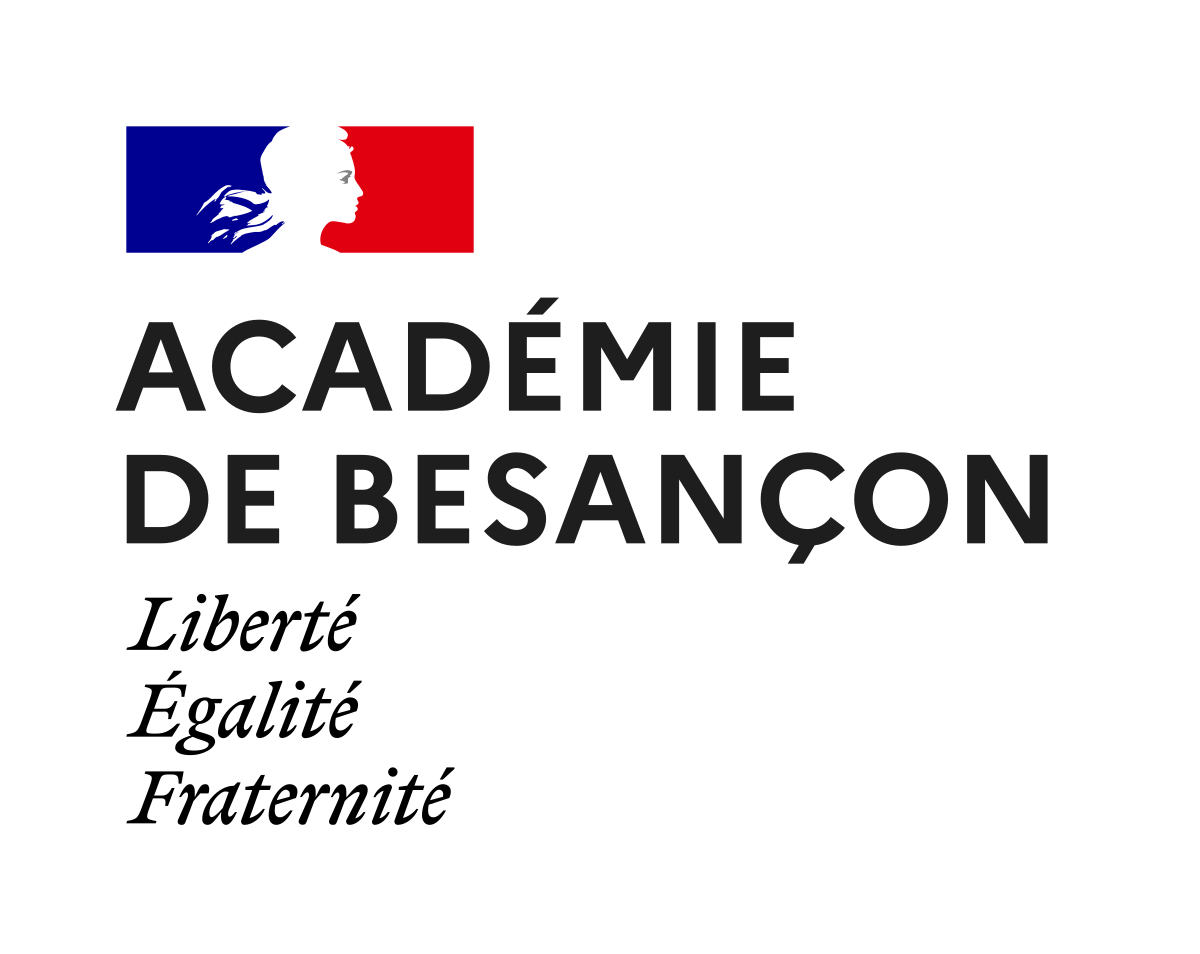 ACADÉMIE
DE BESANÇON
Liberté
Égalité
Fraternité